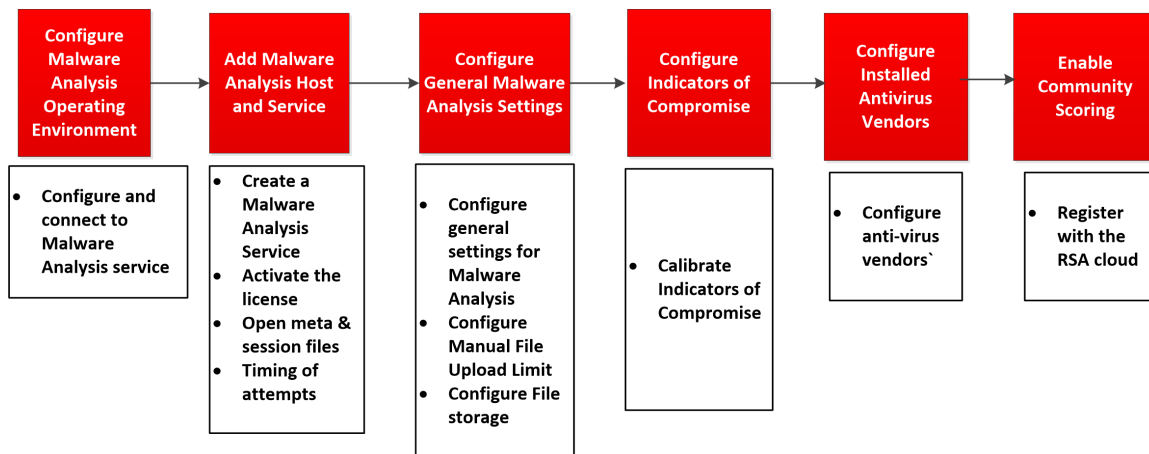 Configure
Malware
Analysis
Operating
Environment
Add Malware
Analysis Host
and Service
Configure
General Malware
Analysis Settings
Configure
Indicators of
Compromise
Configure
Installed
Antivirus
Vendors
Enable
Community
Scoring
• Configure and
connect to
Malware
Analysis service
• Create a
Malware
Analysis
Service
• Activate the
license
• Open meta &
session files
• Timing of
attempts
• Configure
general
settings for
Malware
Analysis
• Configure
Manual File
Upload Limit
• Configure File
storage
• Calibrate
Indicators of
Compromise
• Configure
anti-virus
vendors`
• Register
with the
RSA cloud